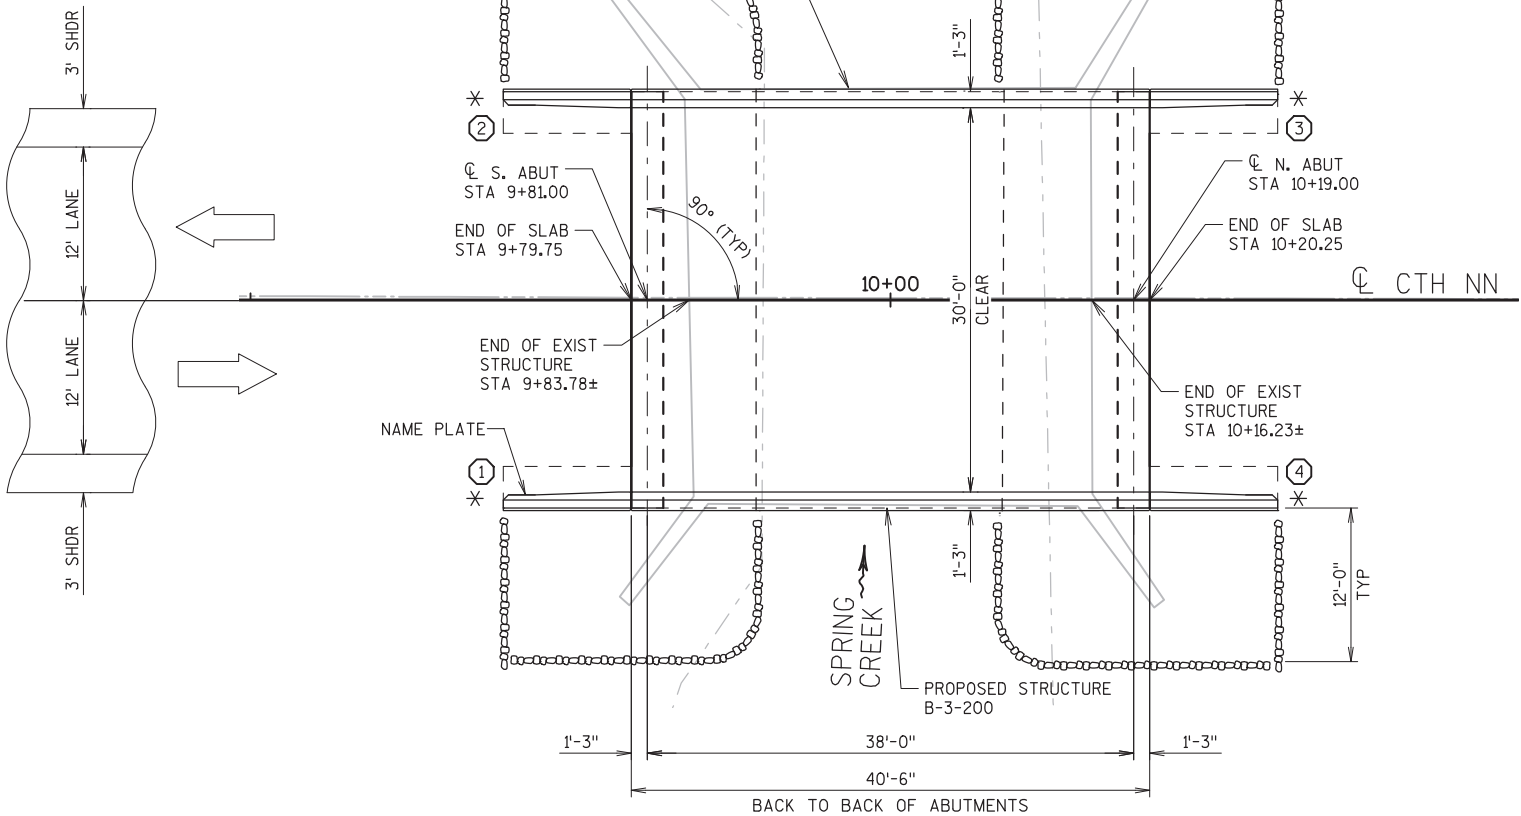 3' SHDR
1'-3"
2
3
℄ S. ABUT
STA 9+81.00
℄ N. ABUT
STA 10+19.00
12' LANE
90° (TYP)
END OF SLAB
STA 9+79.75
END OF SLAB
STA 10+20.25
10+00
30'-0"
CLEAR
℄ CTH NN
END OF EXIST
STRUCTURE
STA 9+83.78±
12' LANE
END OF EXIST
STRUCTURE
STA 10+16.23±
NAME PLATE
1
4
3' SHDR
1'-3"
12'-0"
TYP
SPRING
CREEK
PROPOSED STRUCTURE
B-3-200
1'-3"
38'-0"
1'-3"
40'-6"
BACK TO BACK OF ABUTMENTS